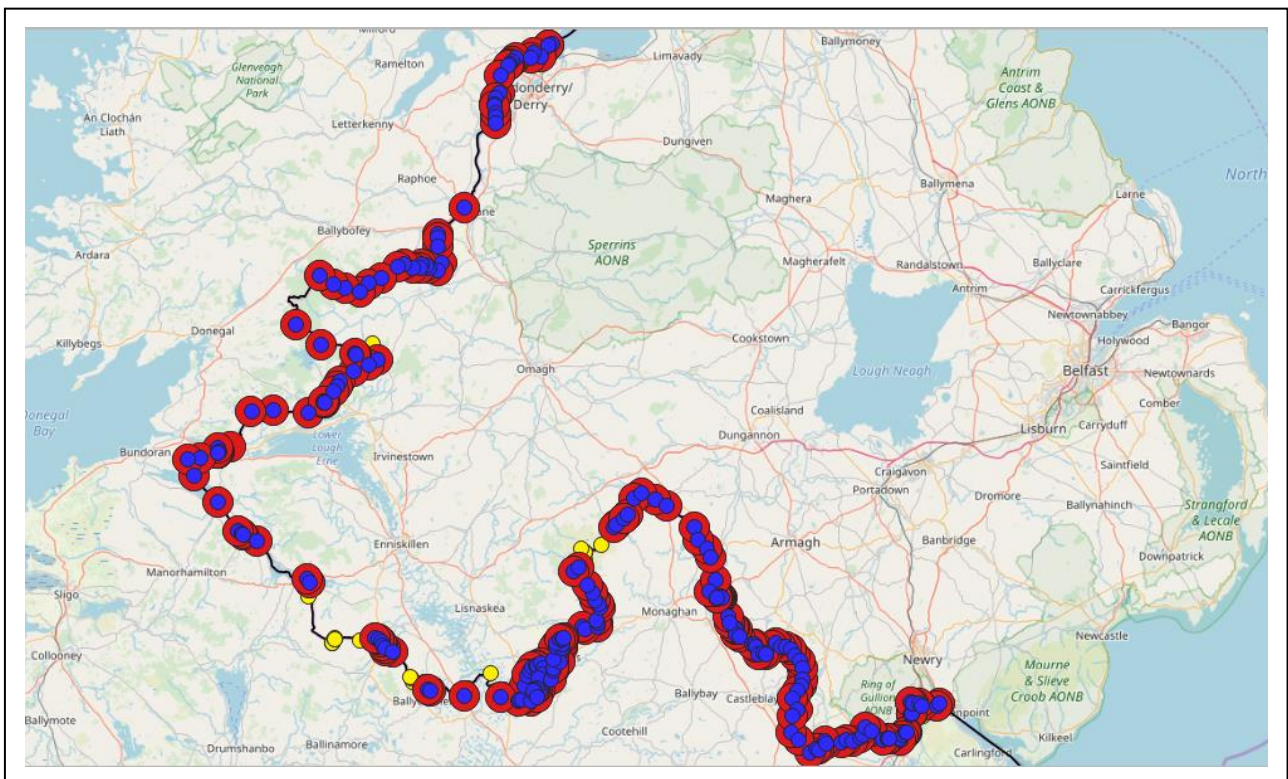 Milford
Ballymoney
Glenveagh
National
Park
Ramelton
Limavady
Antrim
Coast &
Glens AONB
An Clochán
Liath
Letterkenny
onderry/
Derry
Dungiven
Raphoe
Ballymena
Larne
North
Maghera
Ballybofey
Ardara
Sperrins
AONB
Magherafelt
Randalstown
Ballyclare
Antrim
Carrickfergus
Donegal
Killybegs
Newtownabbey
Bangor
Holywood
Cookstown
Omagh
Lough Neagh
Belfast
Newtownards
Comber
Donegal
Bay
Coalisland
Dungannon
Lisburn
Carryduff
Bundoran
Lower
Lough
Erne
Irvinestown
Craigavon
Portadown
Saintfield
Dromore
Ballynahinch
Strangford
& Lecale
AONB
Enniskillen
Armagh
Banbridge
Downpatrick
Manorhamilton
Sligo
Lisnaskea
Monaghan
Newcastle
Collooney
Newry
Mourne
& Slieve
Croob AONB
Ring of
Gullion
AONB
Ballybay
Castleblay
Bally
Ballymote
Cootehill
enpoint
Kilkeel
Drumshanbo
Ballinamore
Carlingford